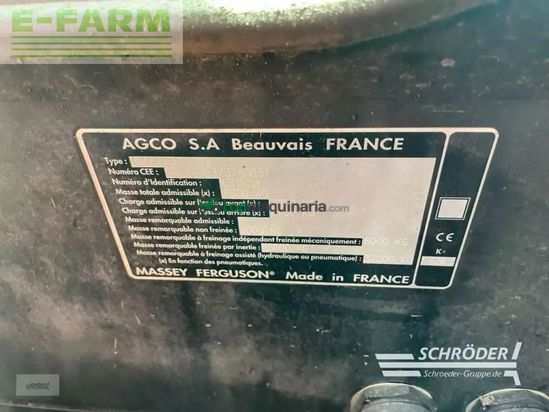 E-FARM
AGCO S.A Beauvais FRANCE
Type :
Numéro CEE :
Numéro d'Identification :
Masse totale admissible (x) :
Charge admissible sur l'essieu avant (x) :
Charge admissible sur l'essieu arrière (x) :
Masse remorquable admissible :
Masse remorquable non freinée :
Masse remorquable à freinage indépendant freinée mécaniquement : 6000 KG
Masse remorquable freinée par inertie :
Masse remorquable à freinage assisté (hydraulique ou pneumatique) :
(x) En fonction des pneumatiques.
MASSEY FERGUSON® Made in FRANCE
CE
quinaria.com
SCHRÖDER
Schroeder-Gruppe.de